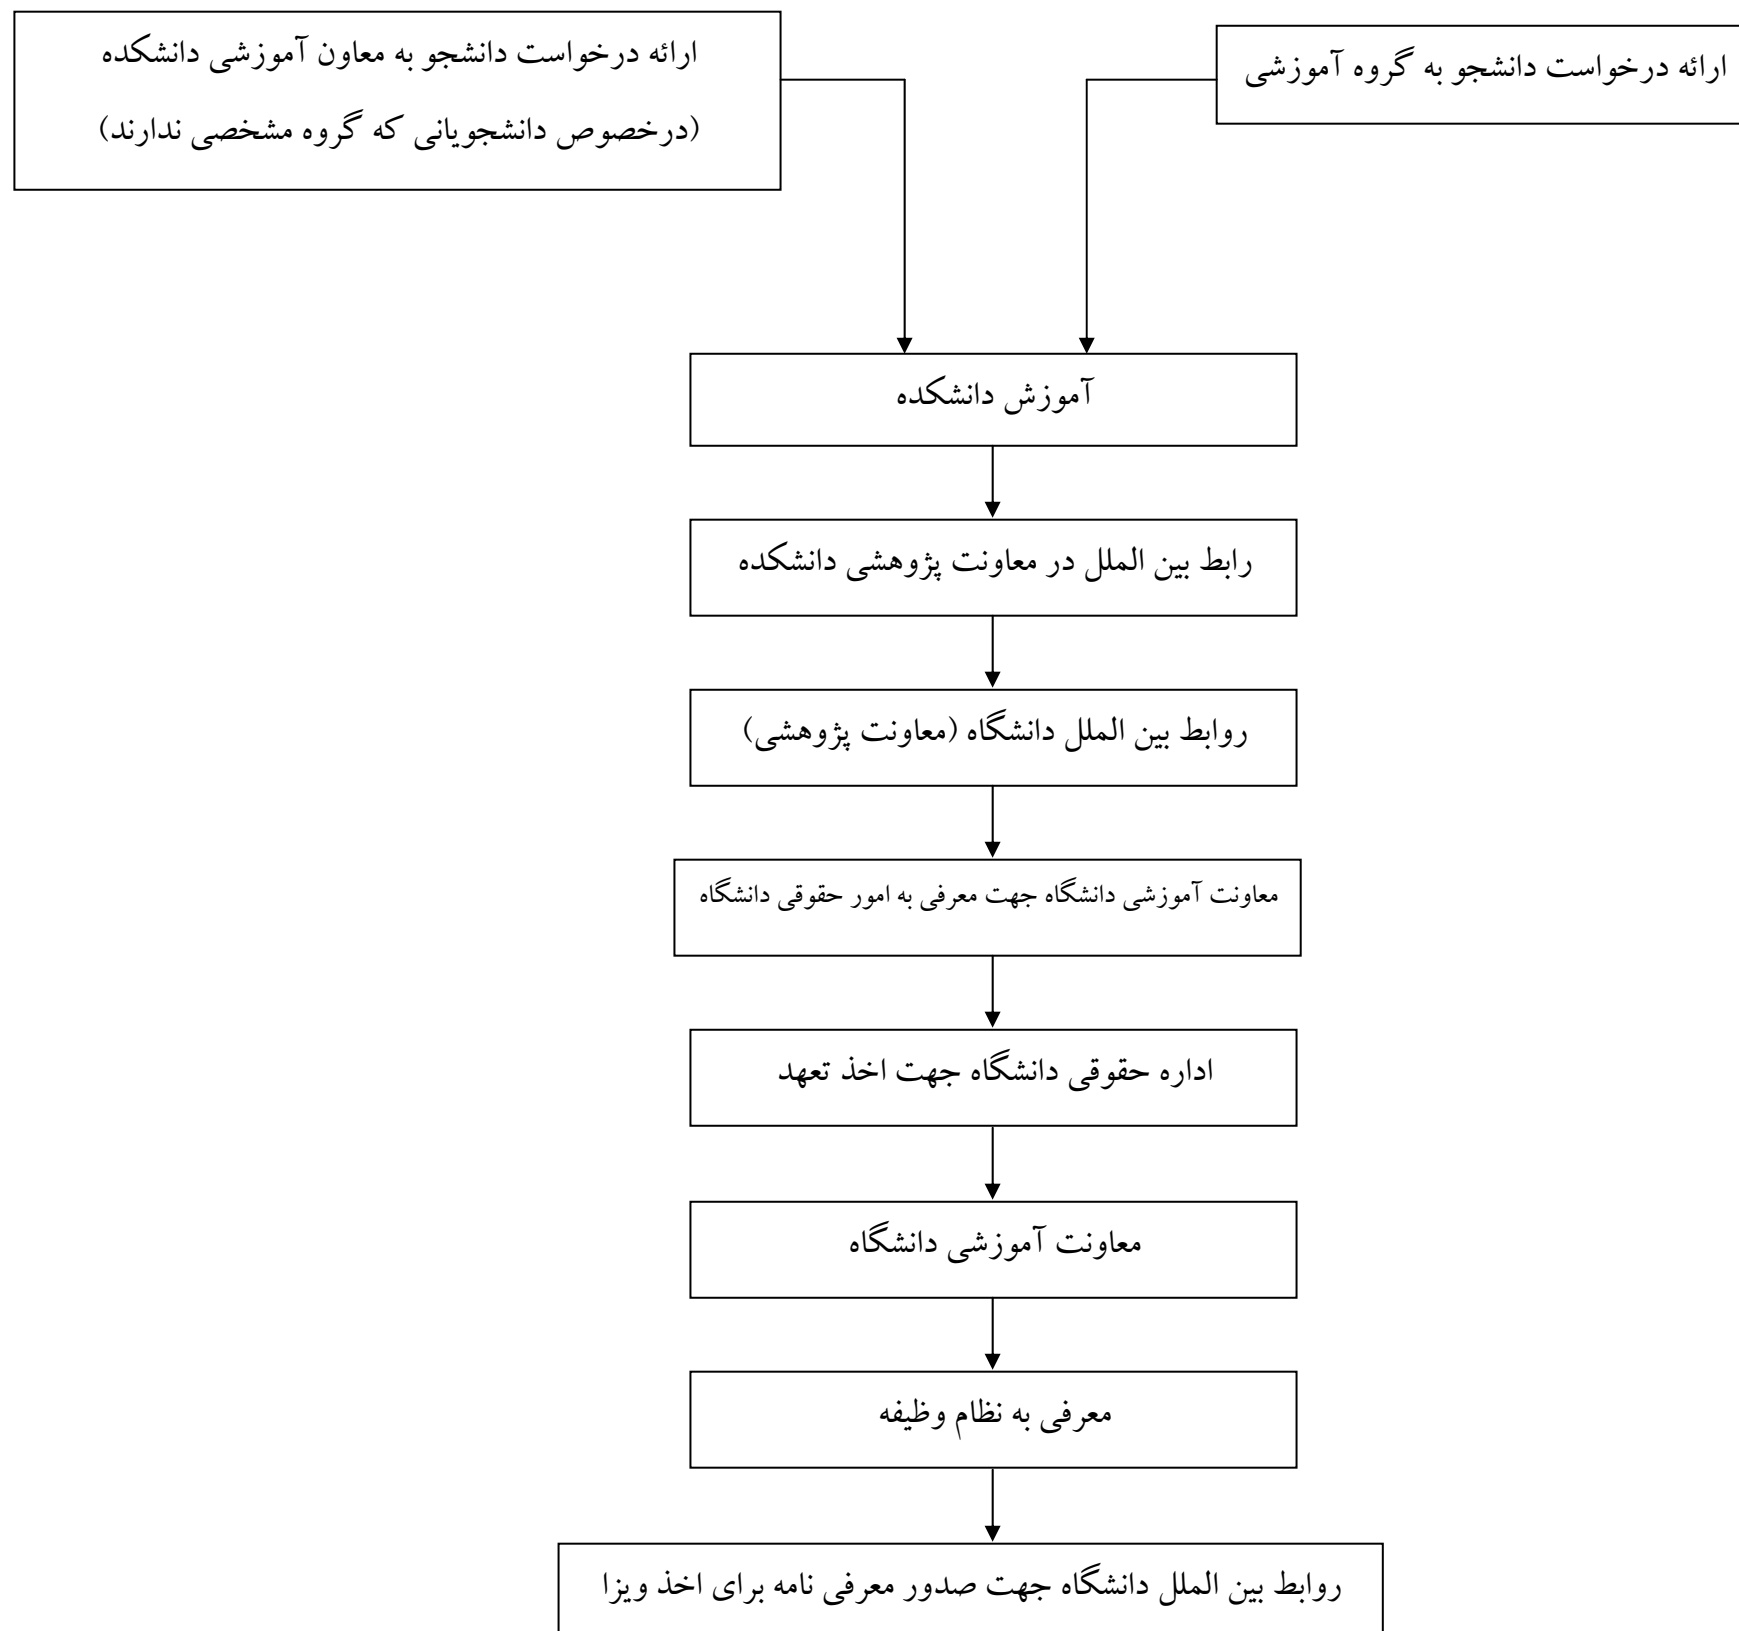 ارائه درخواست دانشجو به گروه آموزشی
ارائه درخواست دانشجو به معاون آموزشی دانشکده
(درخصوص دانشجویانی که گروه مشخصی ندارند)
آموزش دانشکده
رابط بین الملل در معاونت پژوهشی دانشکده
روابط بین الملل دانشگاه (معاونت پژوهشی)
معاونت آموزشی دانشگاه جهت معرفی به امور حقوقی دانشگاه
اداره حقوقی دانشگاه جهت اخذ تعهد
معاونت آموزشی دانشگاه
معرفی به نظام وظیفه
روابط بین الملل دانشگاه جهت صدور معرفی نامه برای اخذ ویزا